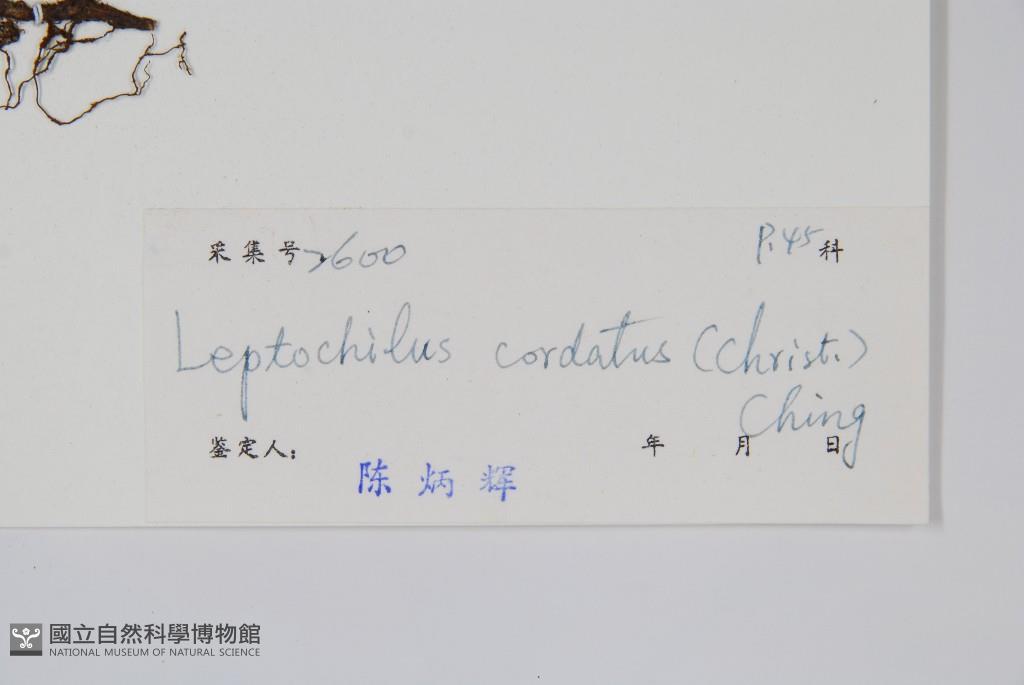 采集号 7600 P.45 科
Leptochilus cordatus (Christ.)
Ching
鉴定人： 年 月 日
陈炳辉
國立自然科學博物館
NATIONAL MUSEUM OF NATURAL SCIENCE